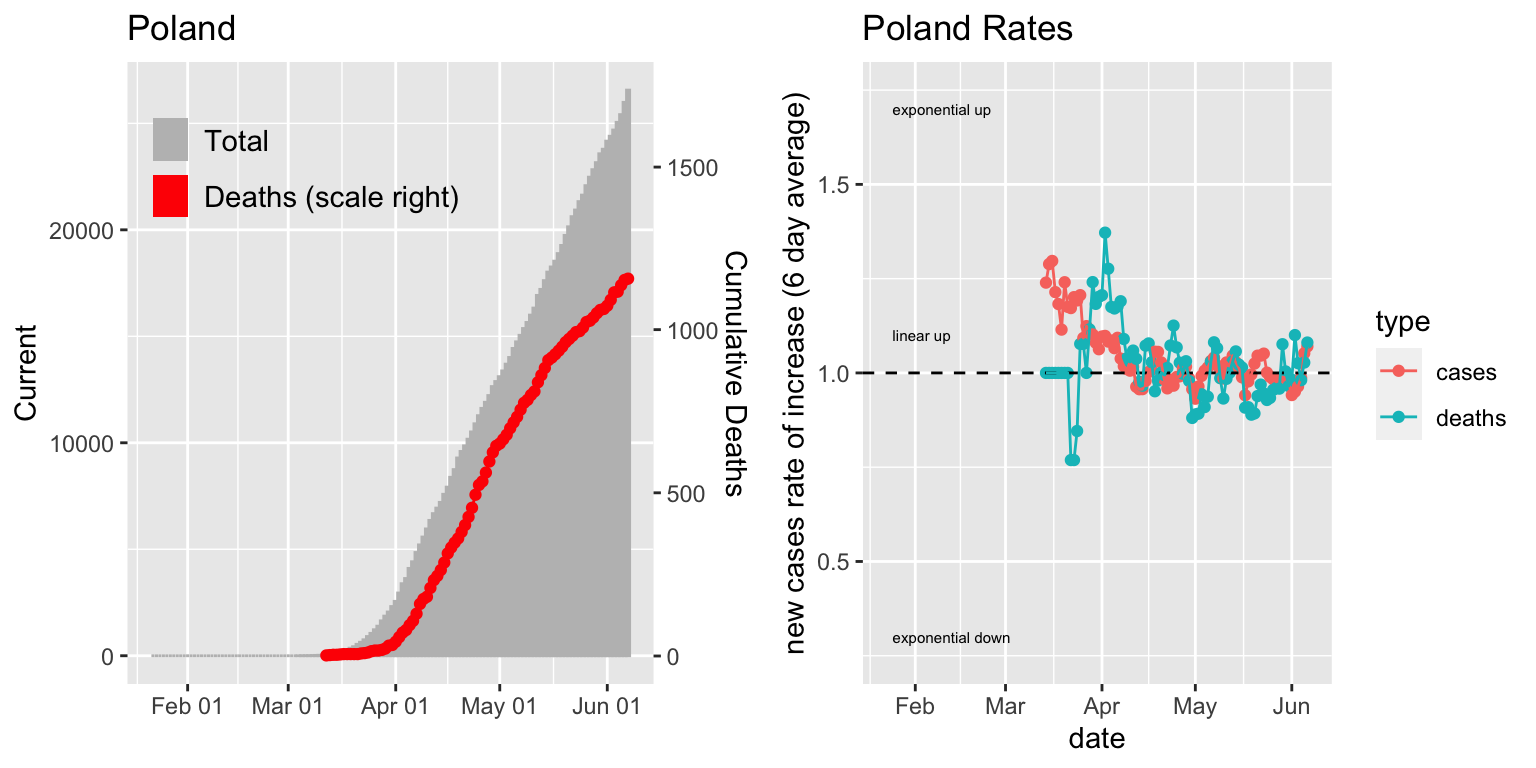 Poland
Total
Deaths (scale right)
20000
10000
0
1500
1000
500
0
Current
Cumulative Deaths
Feb 01 Mar 01 Apr 01 May 01 Jun 01
Poland Rates
exponential up
linear up
exponential down
1.5
1.0
0.5
new cases rate of increase (6 day average)
Feb Mar Apr May Jun
date
type
cases
deaths